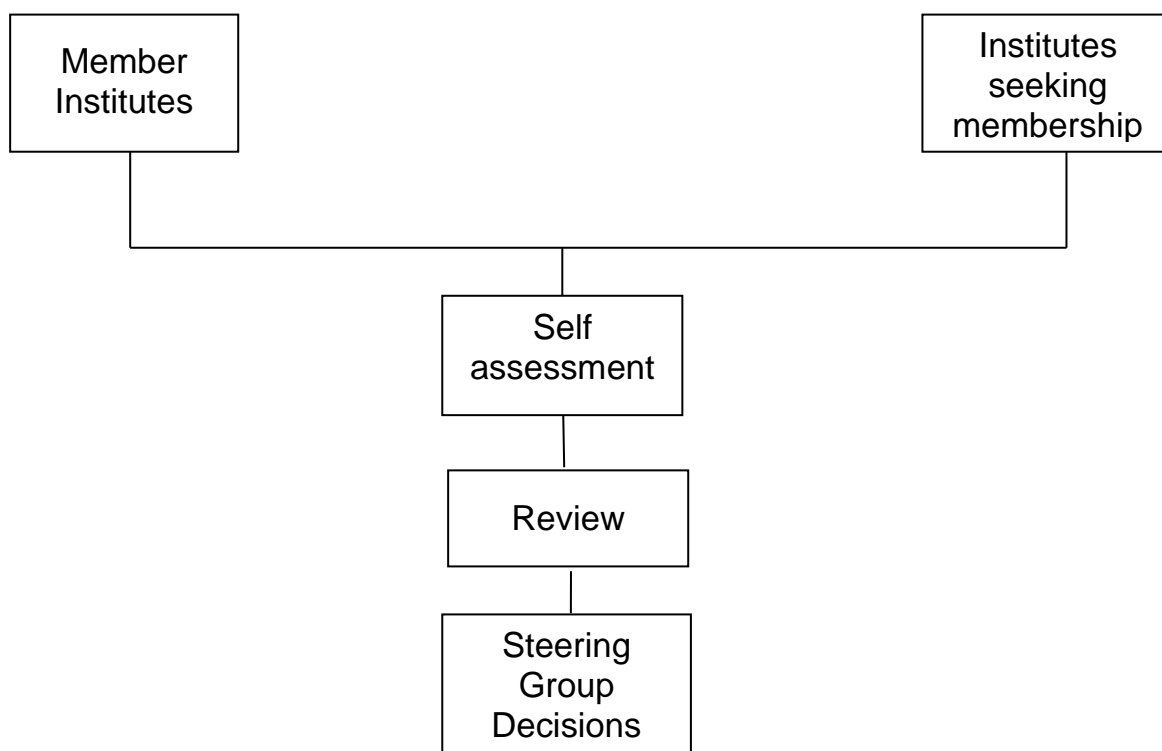 Member
Institutes
Institutes
seeking
membership
Self
assessment
Review
Steering
Group
Decisions